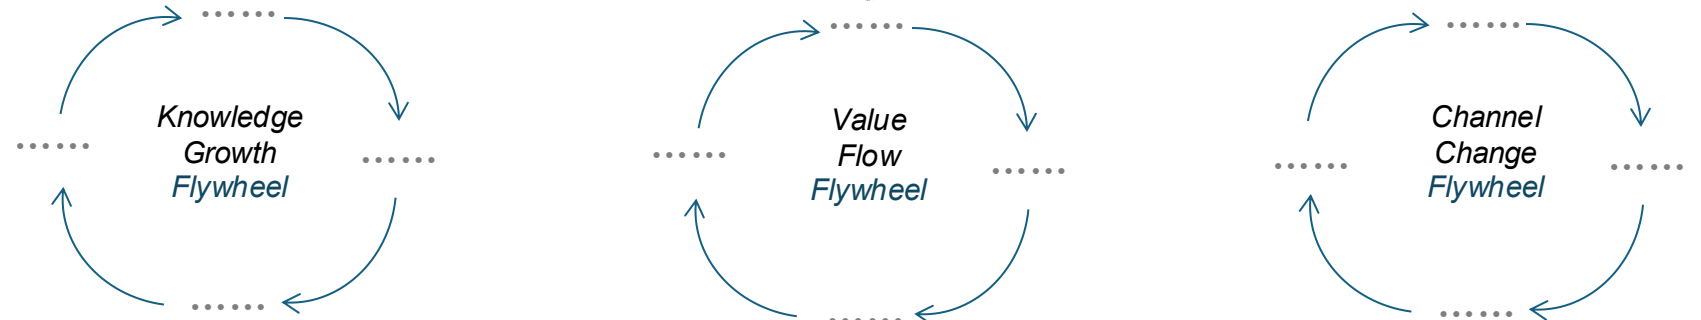 ......
......
......
Knowledge
Growth
Flywheel
......
......
......
Value
Flow
Flywheel
......
......
......
Channel
Change
Flywheel
......
......
......